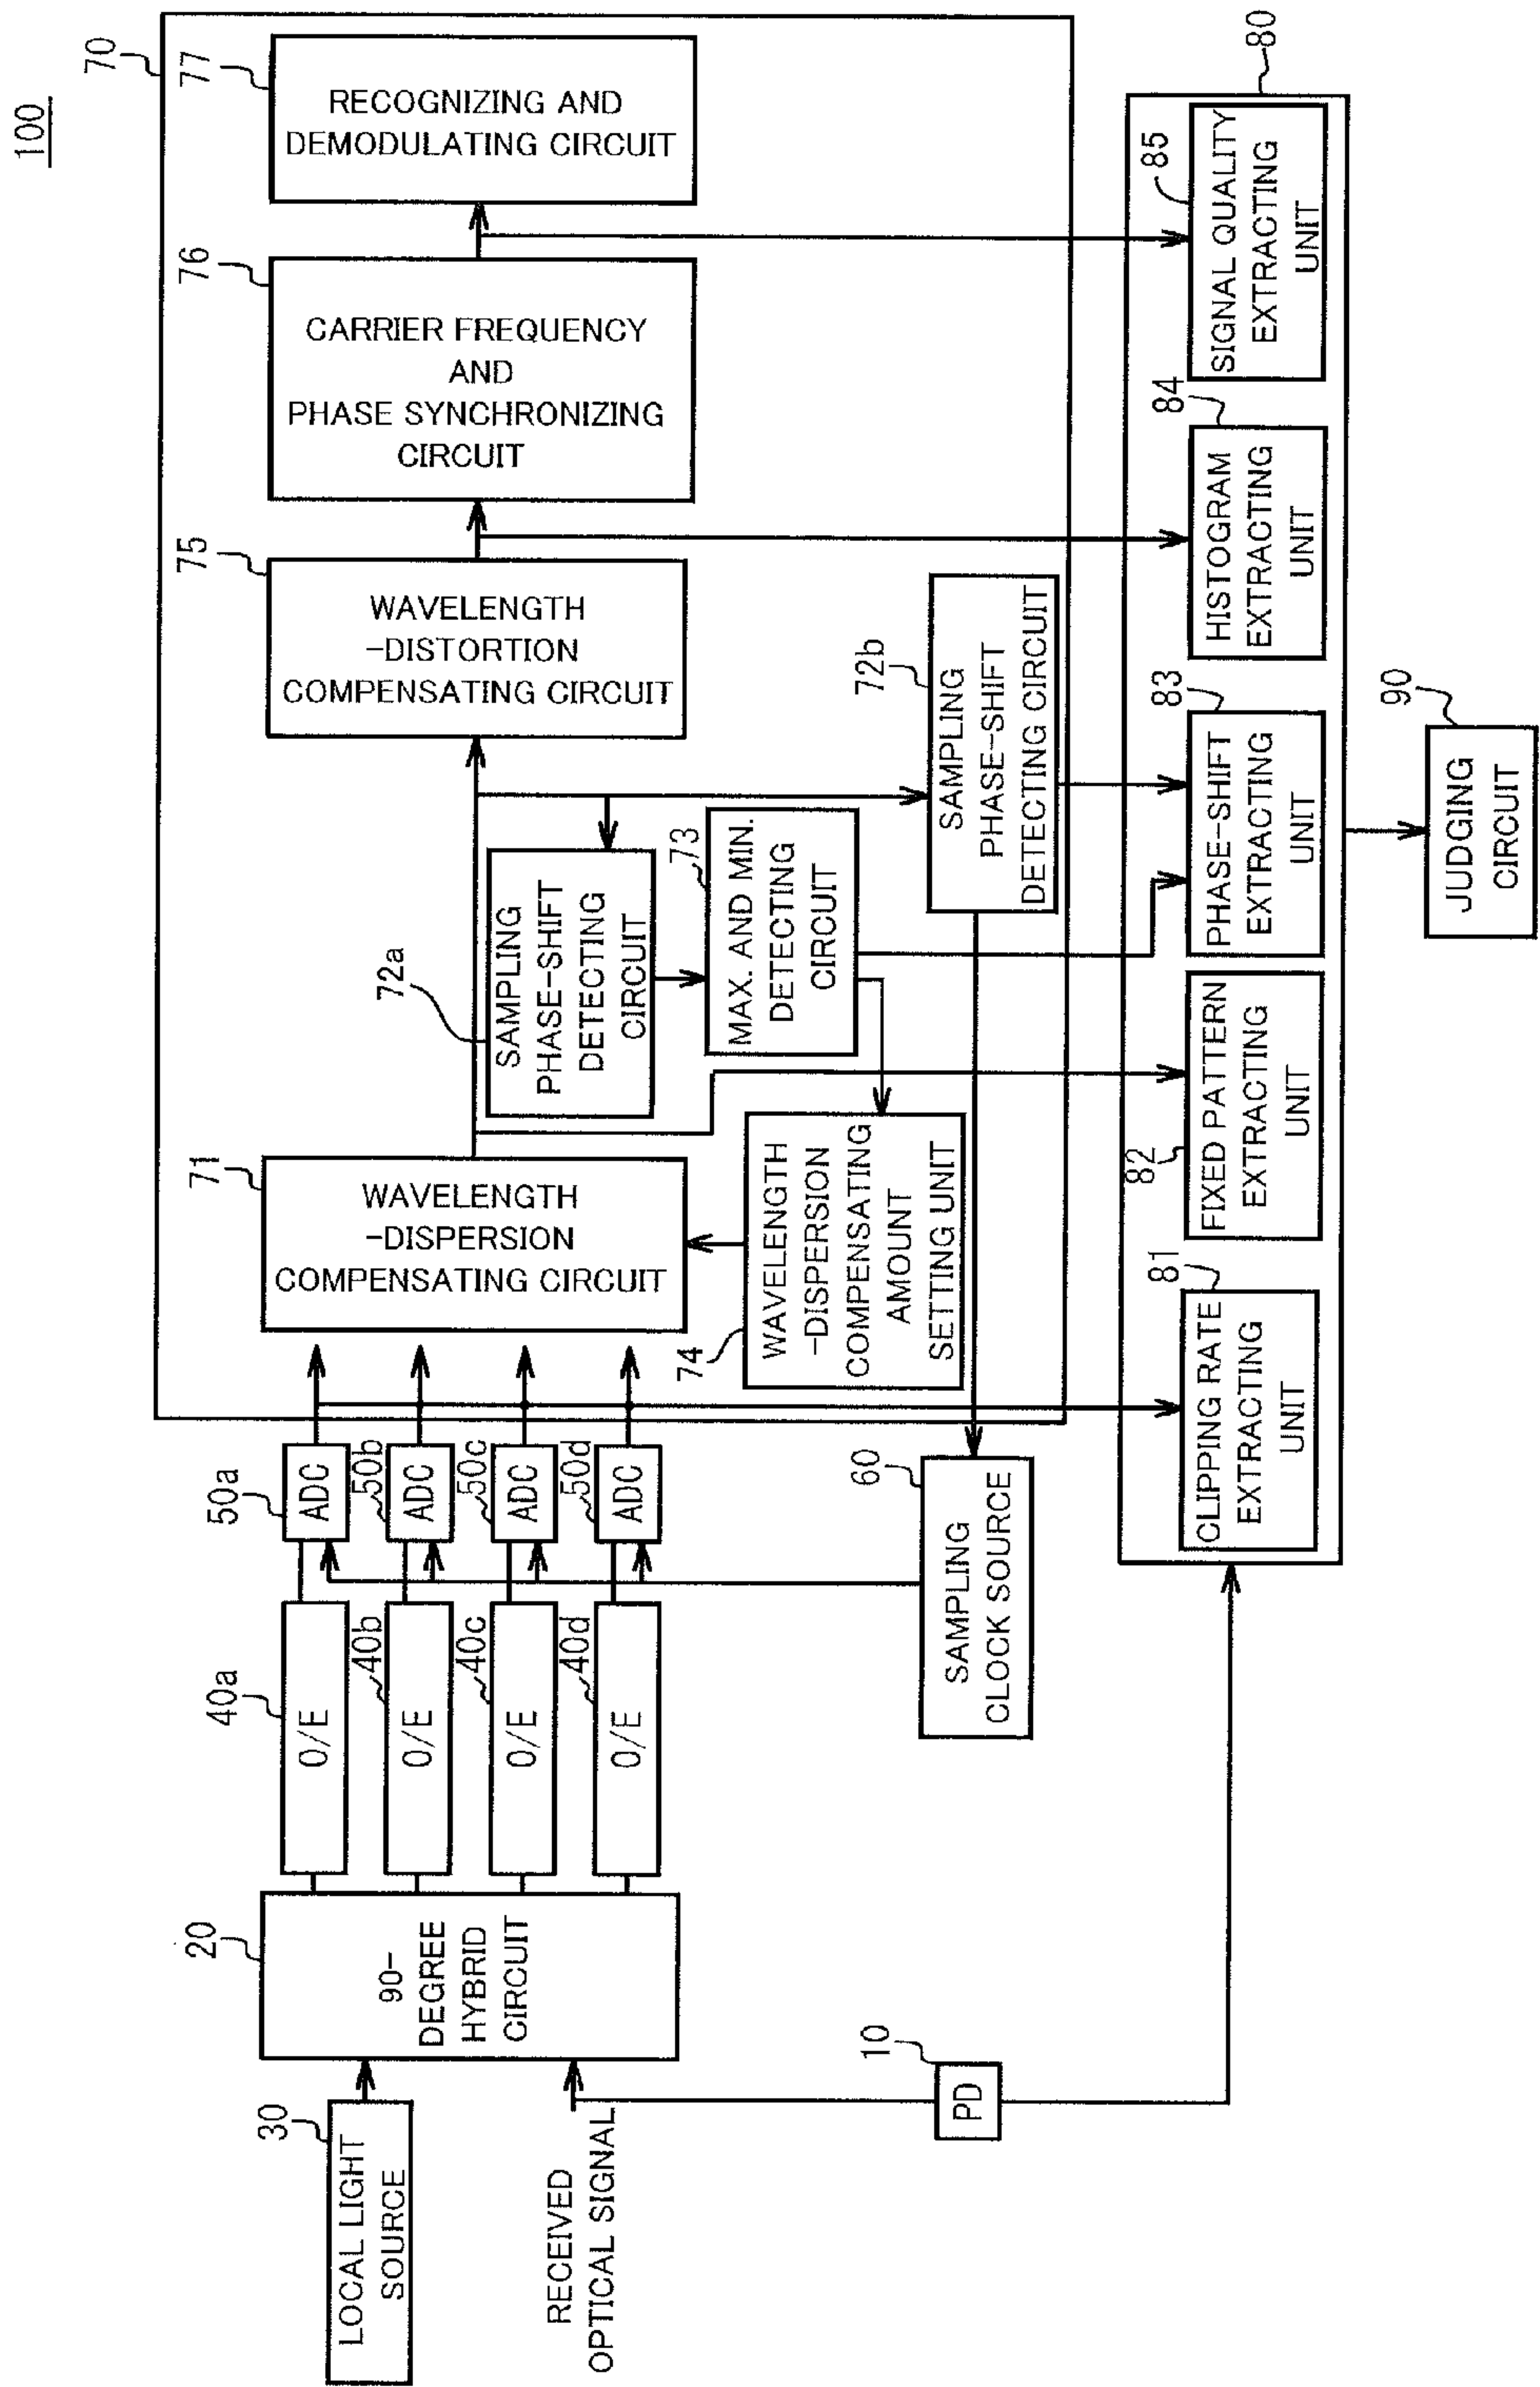 100
70
77
RECOGNIZING AND
DEMODULATING CIRCUIT
76
CARRIER FREQUENCY
AND
PHASE SYNCHRONIZING
CIRCUIT
75
WAVELENGTH
-DISTORTION
COMPENSATING CIRCUIT
72a
SAMPLING
PHASE-SHIFT
DETECTING
CIRCUIT
73
MAX. AND MIN.
DETECTING
CIRCUIT
72b
SAMPLING
PHASE-SHIFT
DETECTING CIRCUIT
71
WAVELENGTH
-DISPERSION
COMPENSATING CIRCUIT
74
WAVELENGTH
-DISPERSION
COMPENSATING
AMOUNT
SETTING UNIT
50a
ADC
50b
ADC
50c
ADC
50d
ADC
40a
O/E
40b
O/E
40c
O/E
40d
O/E
60
SAMPLING
CLOCK SOURCE
20
90-
DEGREE
HYBRID
CIRCUIT
30
LOCAL LIGHT
SOURCE
RECEIVED
OPTICAL SIGNAL
10
PD
80
81
CLIPPING RATE
EXTRACTING
UNIT
82
FIXED PATTERN
EXTRACTING
UNIT
83
PHASE-SHIFT
EXTRACTING
UNIT
84
HISTOGRAM
EXTRACTING
UNIT
85
SIGNAL QUALITY
EXTRACTING
UNIT
90
JUDGING
CIRCUIT